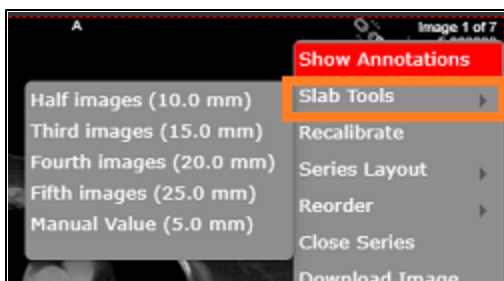 A
Image 1 of 7
Show Annotations
Slab Tools
Half images (10.0 mm)
Third images (15.0 mm)
Fourth images (20.0 mm)
Fifth images (25.0 mm)
Manual Value (5.0 mm)
Recalibrate
Series Layout
Reorder
Close Series
Download Image